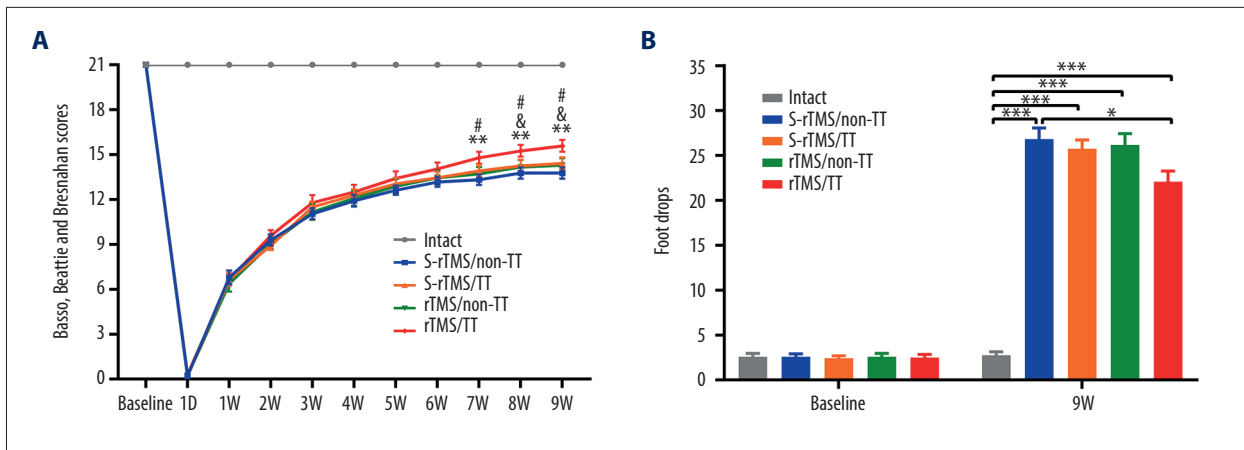 A
Basso, Beattie and Bresnahan scores
21
18
15
12
9
6
3
0
# # #
& &
** ** **
Intact
S-rTMS/non-TT
S-rTMS/TT
rTMS/non-TT
rTMS/TT
Baseline 1D 1W 2W 3W 4W 5W 6W 7W 8W 9W
B
Foot drops
35
30
25
20
15
10
5
0
Intact
S-rTMS/non-TT
S-rTMS/TT
rTMS/non-TT
rTMS/TT
***
***
***
*** *
Baseline 9W